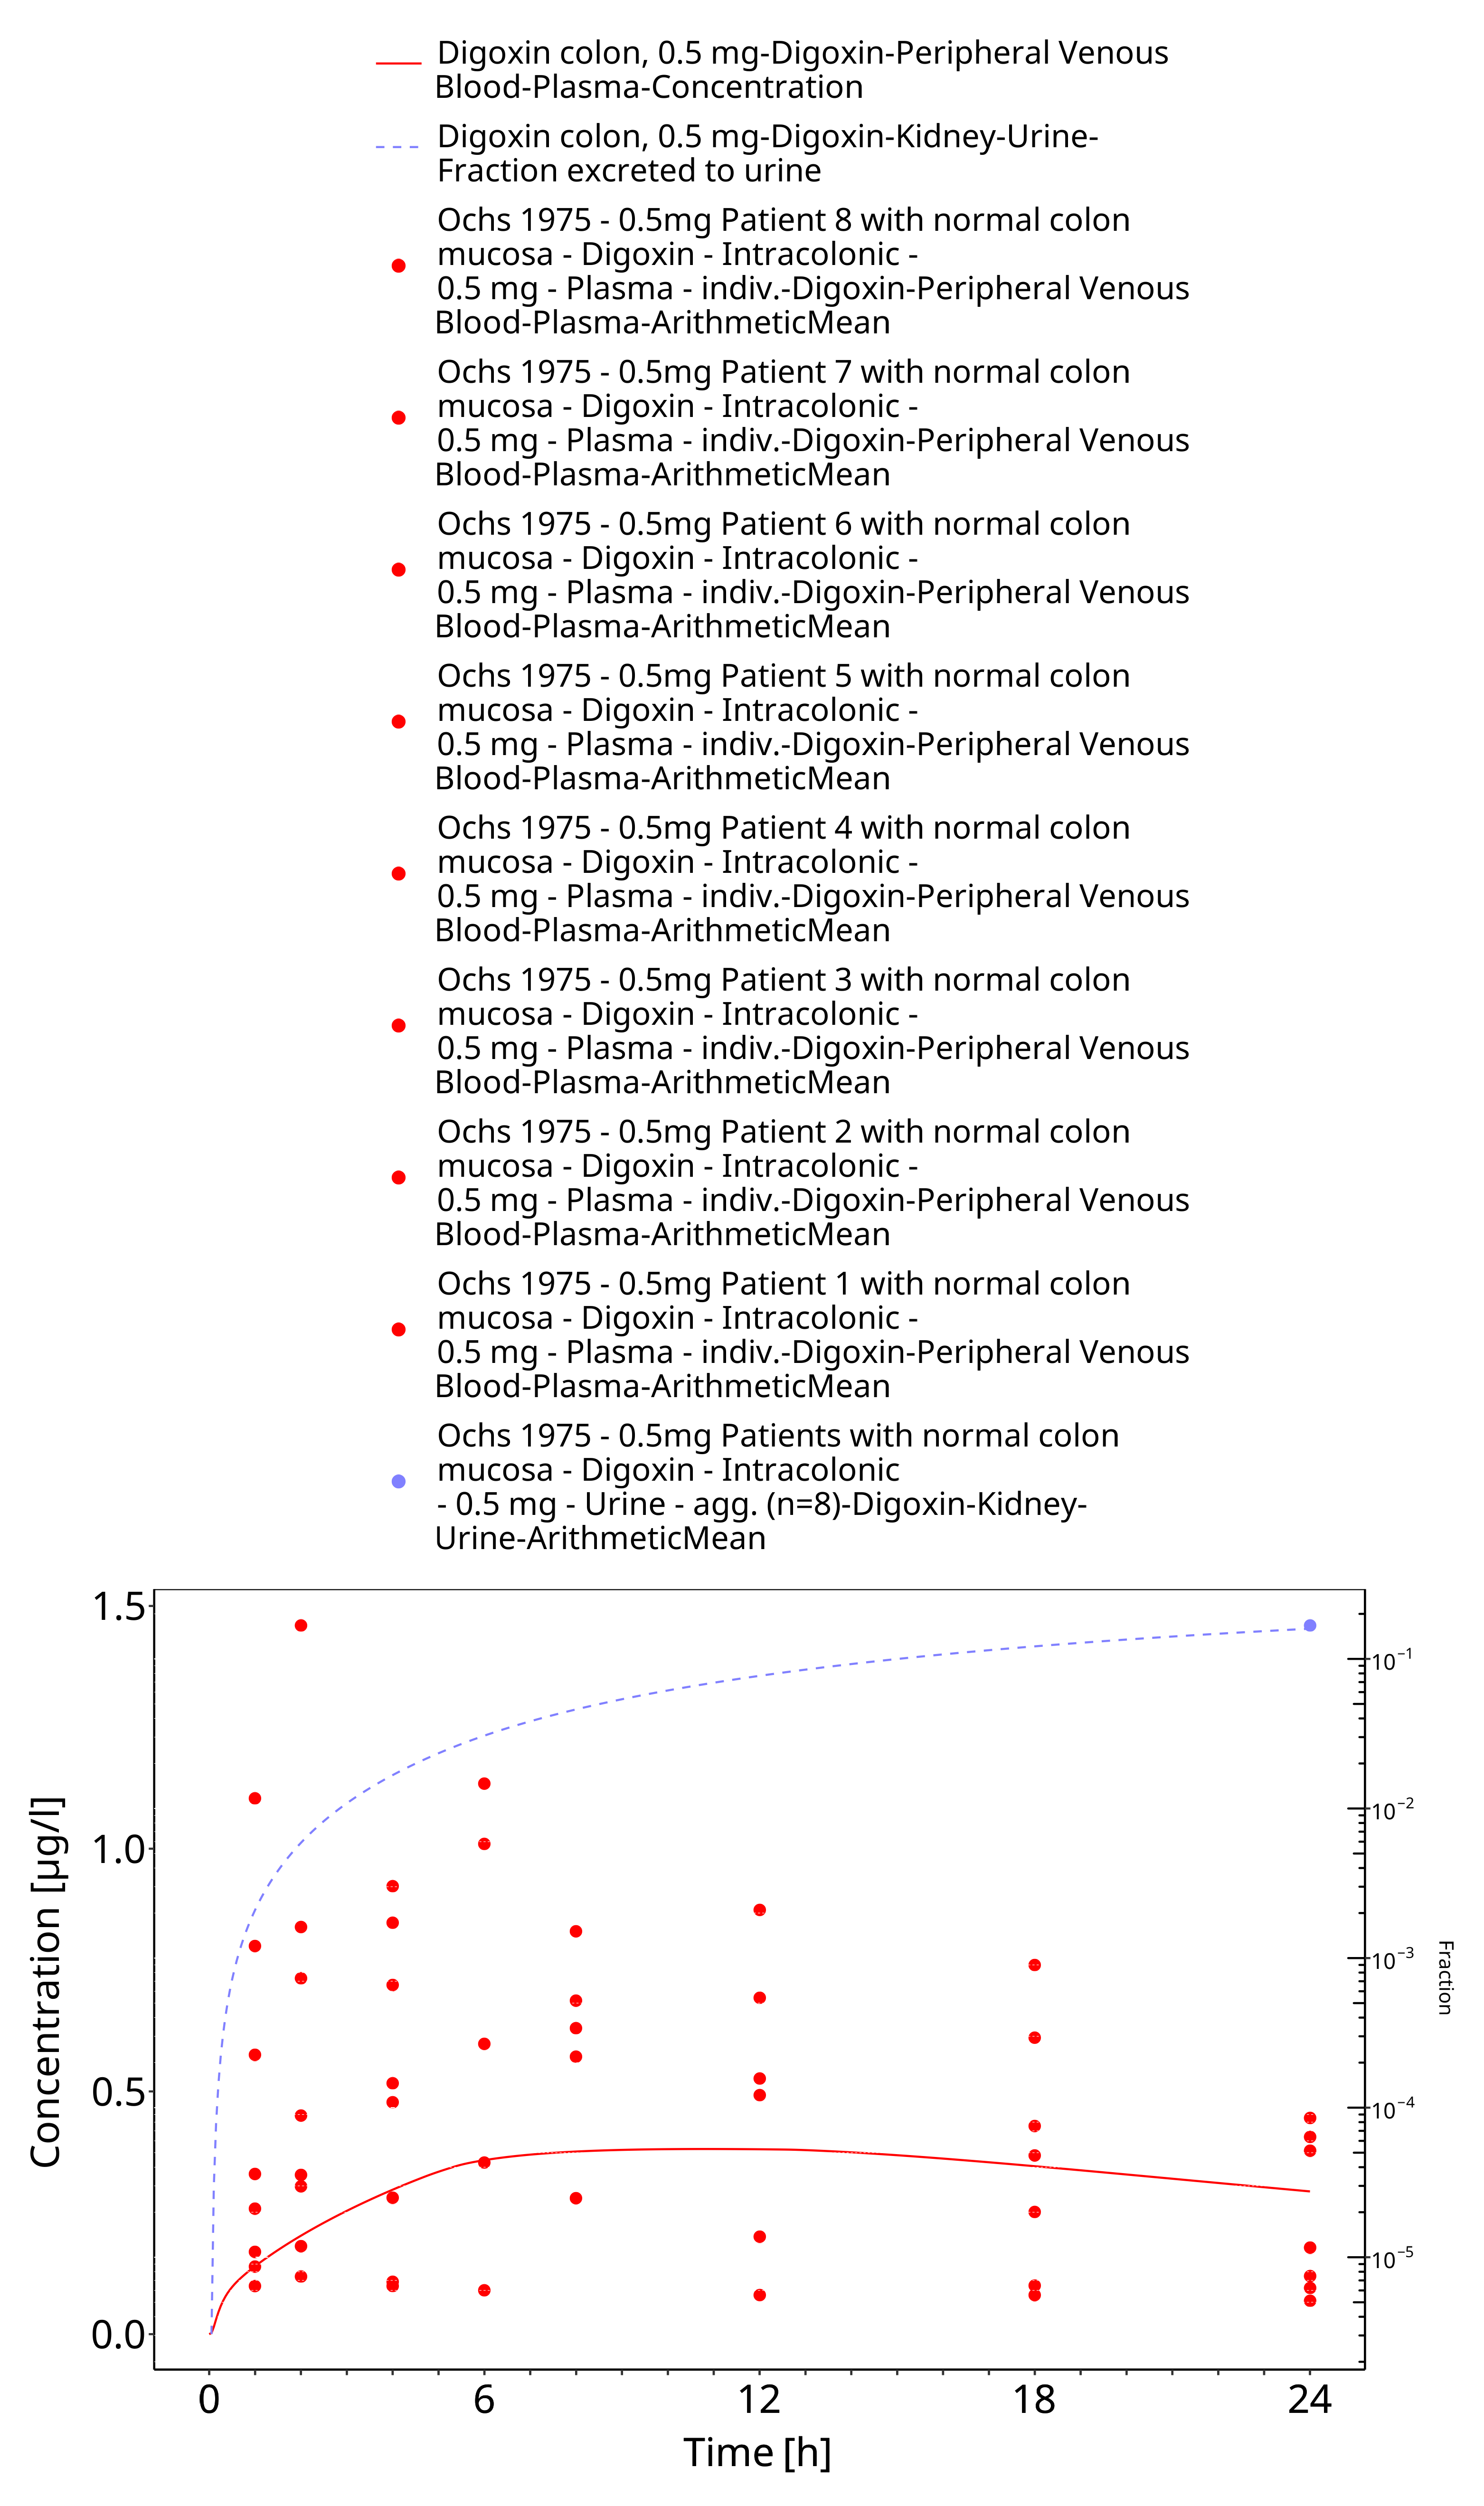 Digoxin colon, 0.5 mg-Digoxin-Peripheral Venous
Blood-Plasma-Concentration
Digoxin colon, 0.5 mg-Digoxin-Kidney-Urine-
Fraction excreted to urine
Ochs 1975 - 0.5mg Patient 8 with normal colon
mucosa - Digoxin - Intracolonic -
0.5 mg - Plasma - indiv.-Digoxin-Peripheral Venous
Blood-Plasma-ArithmeticMean
Ochs 1975 - 0.5mg Patient 7 with normal colon
mucosa - Digoxin - Intracolonic -
0.5 mg - Plasma - indiv.-Digoxin-Peripheral Venous
Blood-Plasma-ArithmeticMean
Ochs 1975 - 0.5mg Patient 6 with normal colon
mucosa - Digoxin - Intracolonic -
0.5 mg - Plasma - indiv.-Digoxin-Peripheral Venous
Blood-Plasma-ArithmeticMean
Ochs 1975 - 0.5mg Patient 5 with normal colon
mucosa - Digoxin - Intracolonic -
0.5 mg - Plasma - indiv.-Digoxin-Peripheral Venous
Blood-Plasma-ArithmeticMean
Ochs 1975 - 0.5mg Patient 4 with normal colon
mucosa - Digoxin - Intracolonic -
0.5 mg - Plasma - indiv.-Digoxin-Peripheral Venous
Blood-Plasma-ArithmeticMean
Ochs 1975 - 0.5mg Patient 3 with normal colon
mucosa - Digoxin - Intracolonic -
0.5 mg - Plasma - indiv.-Digoxin-Peripheral Venous
Blood-Plasma-ArithmeticMean
Ochs 1975 - 0.5mg Patient 2 with normal colon
mucosa - Digoxin - Intracolonic -
0.5 mg - Plasma - indiv.-Digoxin-Peripheral Venous
Blood-Plasma-ArithmeticMean
Ochs 1975 - 0.5mg Patient 1 with normal colon
mucosa - Digoxin - Intracolonic -
0.5 mg - Plasma - indiv.-Digoxin-Peripheral Venous
Blood-Plasma-ArithmeticMean
Ochs 1975 - 0.5mg Patients with normal colon
mucosa - Digoxin - Intracolonic
- 0.5 mg - Urine - agg. (n=8)-Digoxin-Kidney-
Urine-ArithmeticMean
Concentration [µg/l]
1.5
1.0
0.5
0.0
10⁻¹
10⁻²
10⁻³
10⁻⁴
10⁻⁵
Fraction
0 6 12 18 24
Time [h]